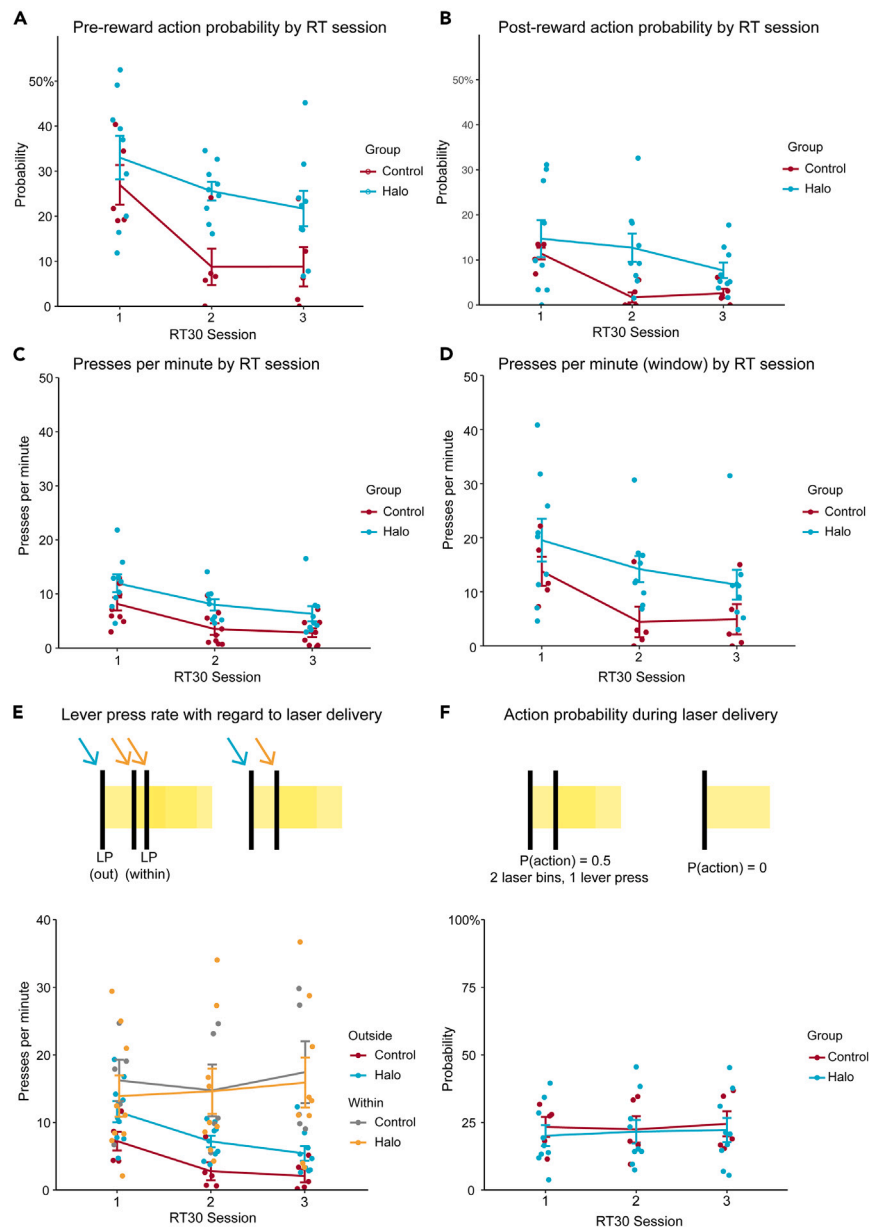 A
Pre-reward action probability by RT session
50%
40
30
20
10
0
Probability
1
2
3
RT30 Session
Group
Control
Halo
B
Post-reward action probability by RT session
50%
40
30
20
10
0
Probability
1
2
3
RT30 Session
Group
Control
Halo
C
Presses per minute by RT session
50
40
30
20
10
0
Presses per minute
1
2
3
RT30 Session
Group
Control
Halo
D
Presses per minute (window) by RT session
50
40
30
20
10
0
Presses per minute
1
2
3
RT30 Session
Group
Control
Halo
E
Lever press rate with regard to laser delivery
LP
(out)
LP
(within)
40
30
20
10
0
Presses per minute
1
2
3
RT30 Session
Outside
Control
Halo
Within
Control
Halo
F
Action probability during laser delivery
P(action) = 0.5
2 laser bins, 1 lever press
P(action) = 0
100%
75
50
25
0
Probability
1
2
3
RT30 Session
Group
Control
Halo